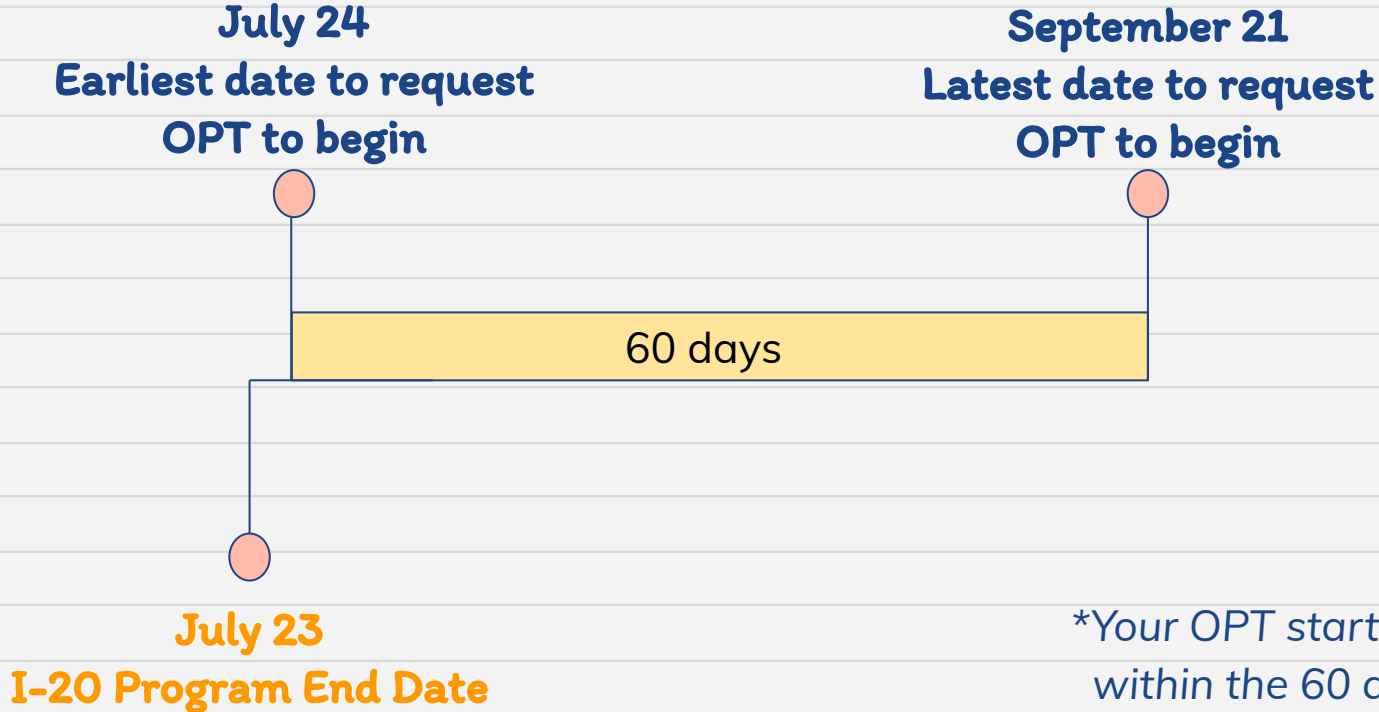 July 24
Earliest date to request
OPT to begin
September 21
Latest date to request
OPT to begin
60 days
July 23
I-20 Program End Date
*Your OPT start
within the 60